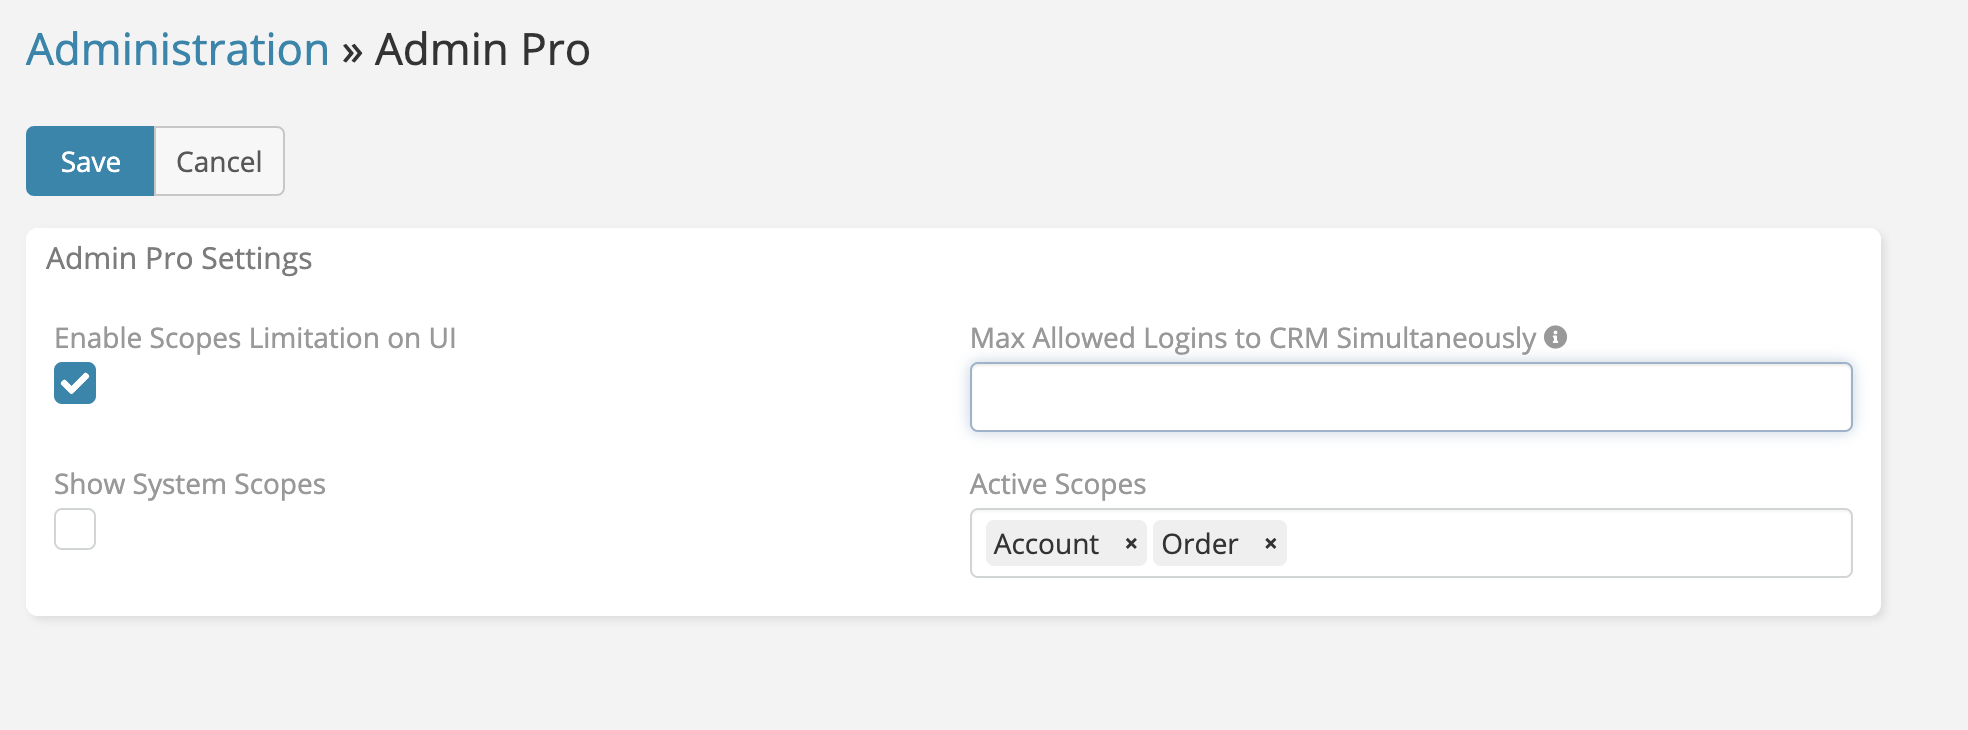 Administration » Admin Pro
Save Cancel
Admin Pro Settings
Enable Scopes Limitation on UI
Max Allowed Logins to CRM Simultaneously
Show System Scopes
Active Scopes
Account × Order ×